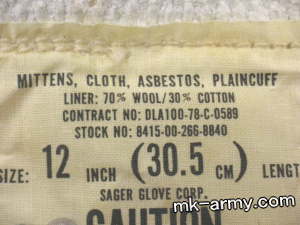 MITTENS, CLOTH, ASBESTOS, PLAINCUFF
LINER: 70% WOOL/30% COTTON
CONTRACT NO: DLA100-78-C-0589
STOCK NO: 8415-00-266-8840
SIZE: 12 INCH (30.5 CM) LENGT
SAGER GLOVE CORP.
CAUTION
mk-army.com